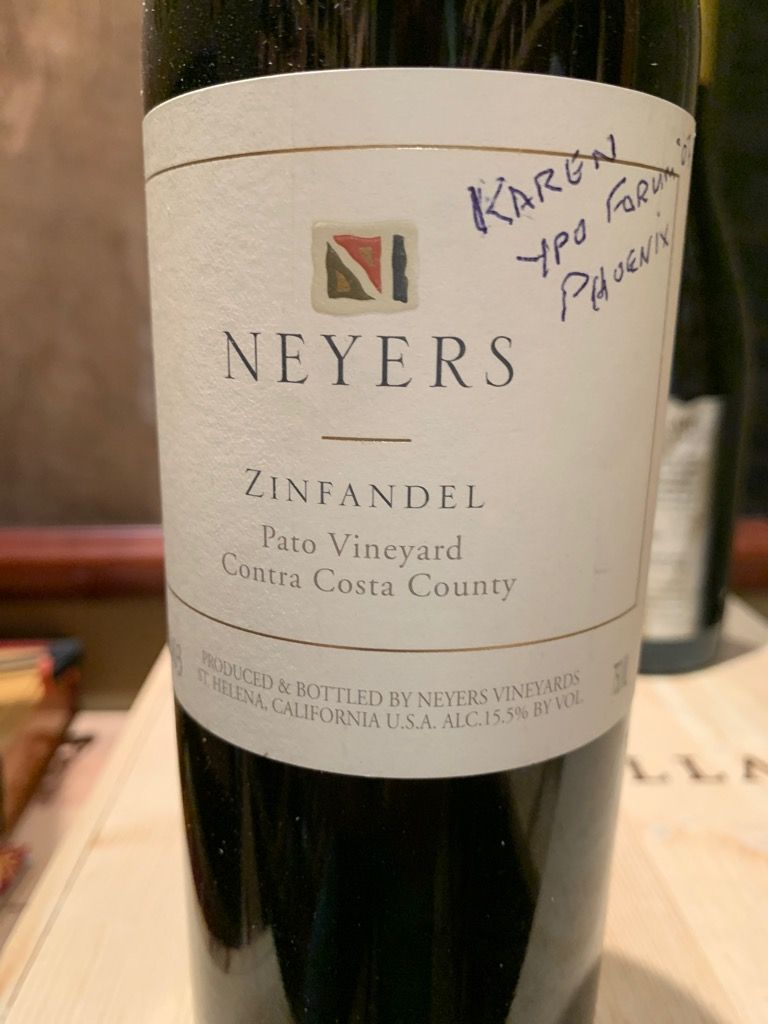 KAREN
YPO FORUM
PHOENIX
NEYERS
ZINFANDEL
Pato Vineyard
Contra Costa County
PRODUCED & BOTTLED BY NEYERS VINEYARDS
ST HELENA, CALIFORNIA U.S.A. ALC.15.5% BY VOL